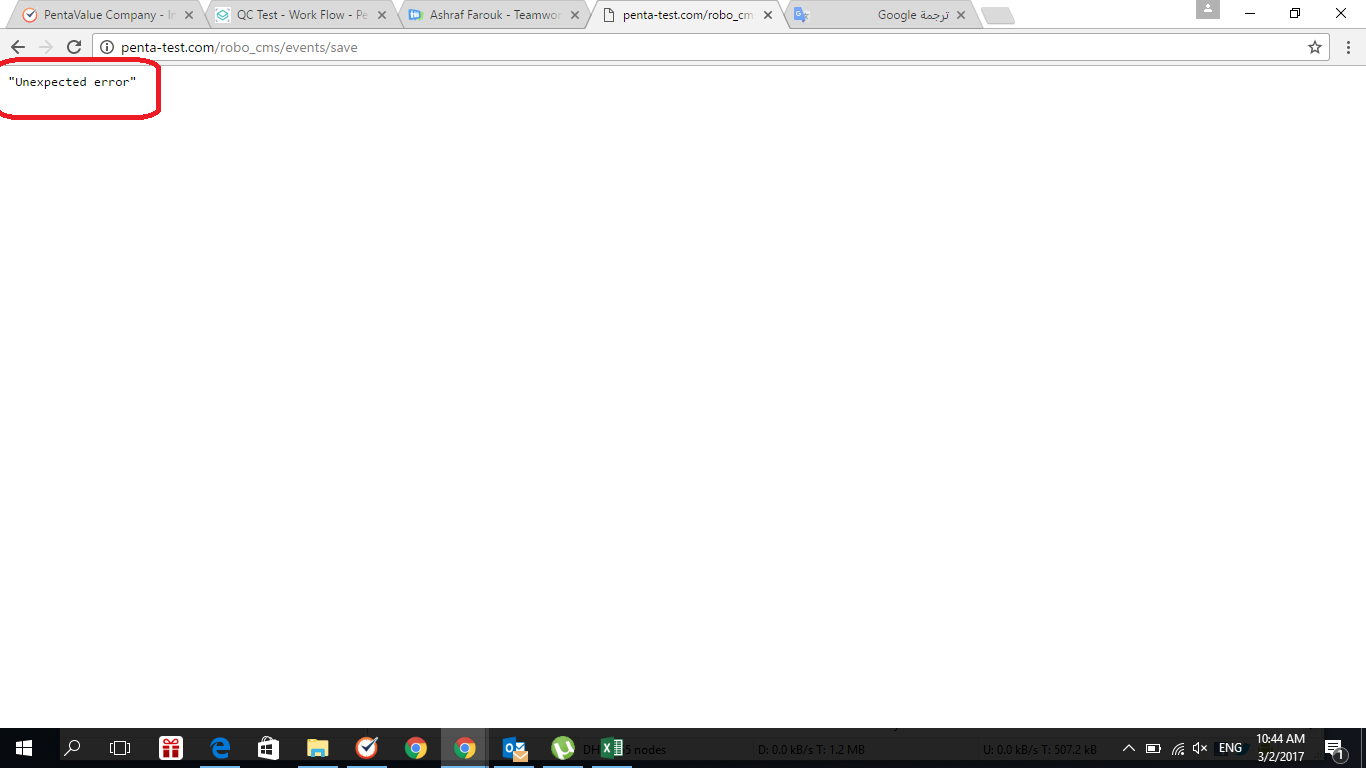 PentaValue Company - In
QC Test - Work Flow - Pe
Ashraf Farouk - Teamwor
penta-test.com/robo_cm
ترجمة Google
penta-test.com/robo_cms/events/save
"Unexpected error"
nodes
D: 0.0 kB/s T: 1.2 MB
U: 0.0 kB/s T: 507.2 kB
ENG
10:44 AM
3/2/2017
1